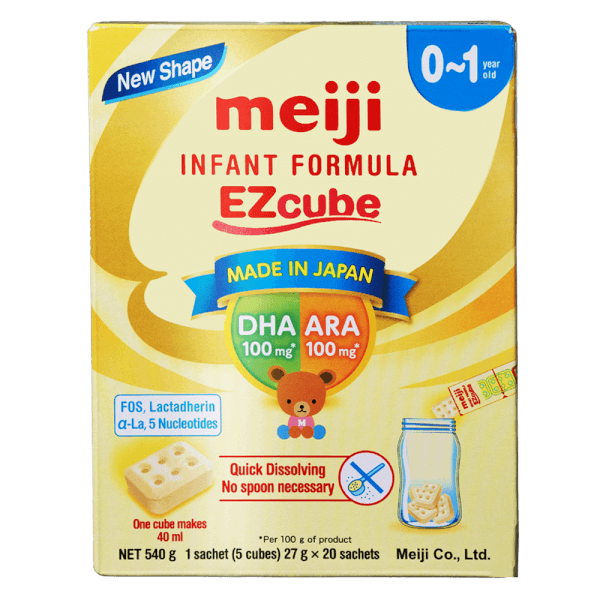 New Shape
0~1 year
old
meiji
INFANT FORMULA
EZcube
MADE IN JAPAN
DHA ARA
100 mg* 100 mg*
M
FOS, Lactadherin
α-La, 5 Nucleotides
meiji
EZcube
Quick Dissolving
No spoon necessary
One cube makes
40 ml
*Per 100 g of product
NET 540 g 1 sachet (5 cubes) 27 g × 20 sachets Meiji Co., Ltd.